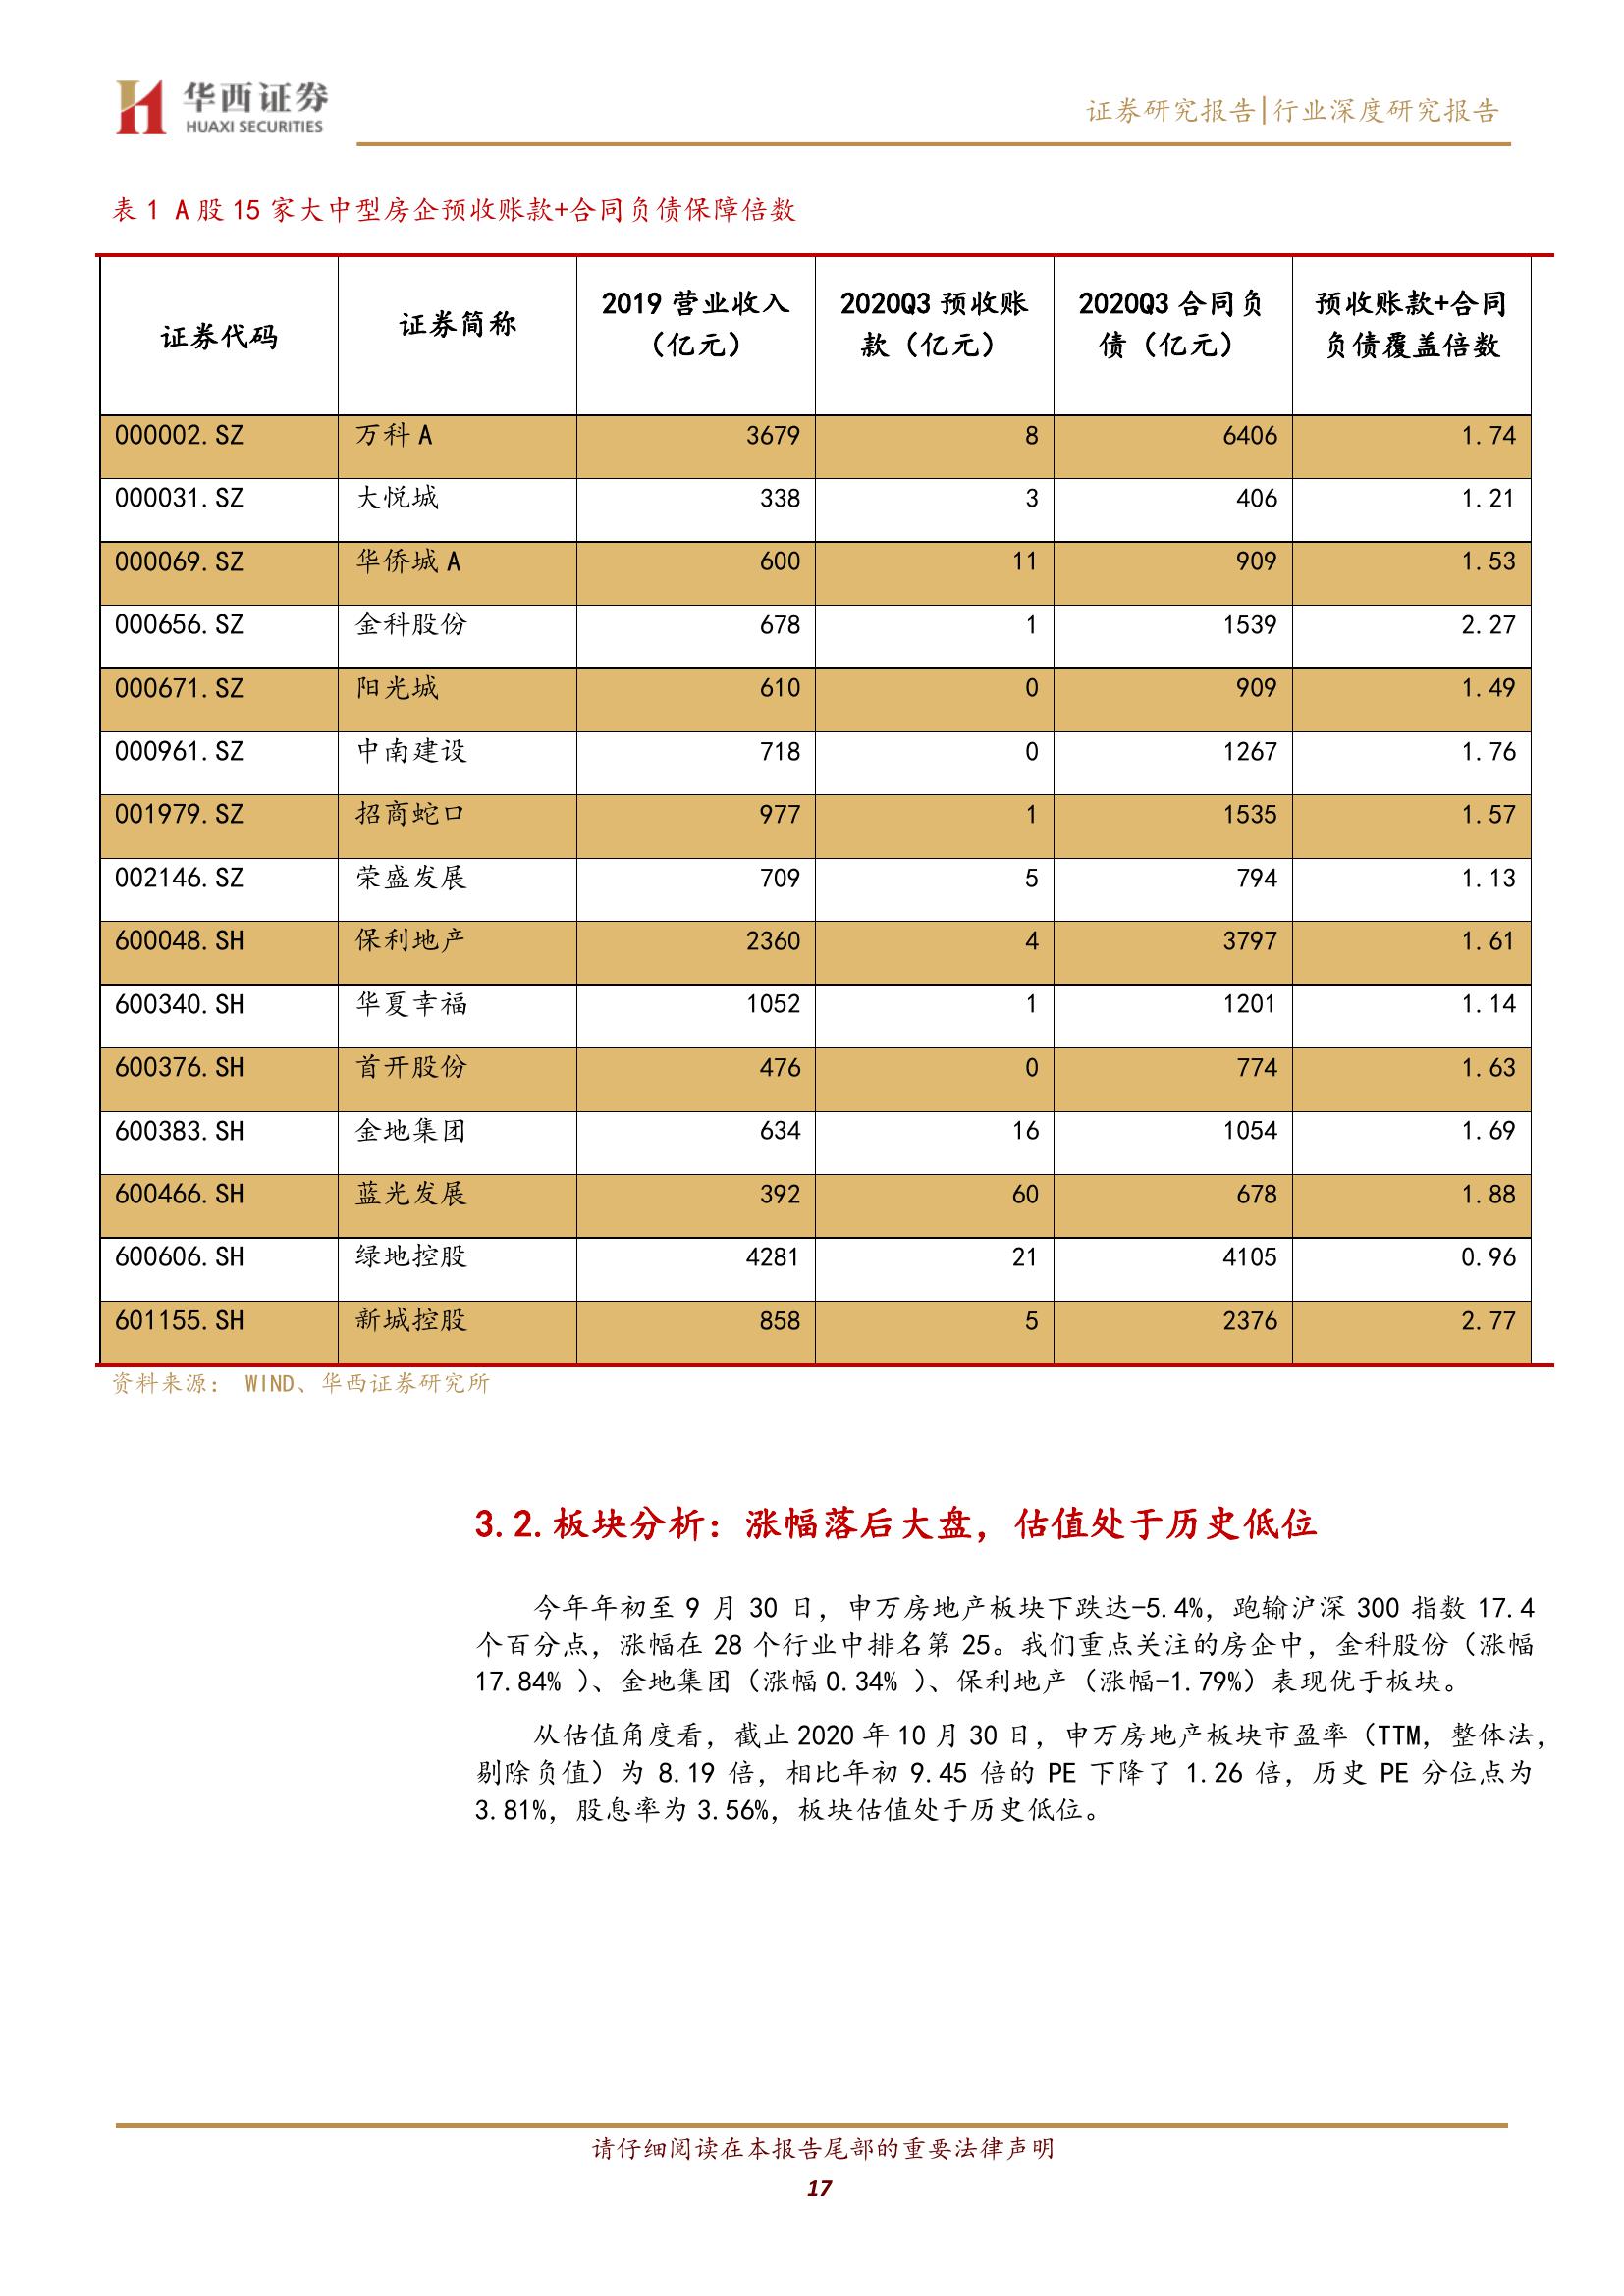 华西证券
HUAXI SECURITIES
证券研究报告|行业深度研究报告
表 1 A 股 15 家大中型房企预收账款+合同负债保障倍数
证券代码 证券简称 2019 营业收入（亿元） 2020Q3 预收账款（亿元） 2020Q3 合同负债（亿元） 预收账款+合同负债覆盖倍数
000002.SZ 万科 A 3679 8 6406 1.74
000031.SZ 大悦城 338 3 406 1.21
000069.SZ 华侨城 A 600 11 909 1.53
000656.SZ 金科股份 678 1 1539 2.27
000671.SZ 阳光城 610 0 909 1.49
000961.SZ 中南建设 718 0 1267 1.76
001979.SZ 招商蛇口 977 1 1535 1.57
002146.SZ 荣盛发展 709 5 794 1.13
600048.SH 保利地产 2360 4 3797 1.61
600340.SH 华夏幸福 1052 1 1201 1.14
600376.SH 首开股份 476 0 774 1.63
600383.SH 金地集团 634 16 1054 1.69
600466.SH 蓝光发展 392 60 678 1.88
600606.SH 绿地控股 4281 21 4105 0.96
601155.SH 新城控股 858 5 2376 2.77
资料来源： WIND、华西证券研究所
3.2.板块分析：涨幅落后大盘，估值处于历史低位
今年年初至 9 月 30 日，申万房地产板块下跌达-5.4%，跑输沪深 300 指数 17.4
个百分点，涨幅在 28 个行业中排名第 25。我们重点关注的房企中，金科股份（涨幅
17.84% ）、金地集团（涨幅 0.34% ）、保利地产（涨幅-1.79%）表现优于板块。
从估值角度看，截止 2020 年 10 月 30 日，申万房地产板块市盈率（TTM，整体法，
剔除负值）为 8.19 倍，相比年初 9.45 倍的 PE 下降了 1.26 倍，历史 PE 分位点为
3.81%，股息率为 3.56%，板块估值处于历史低位。
请仔细阅读在本报告尾部的重要法律声明
17